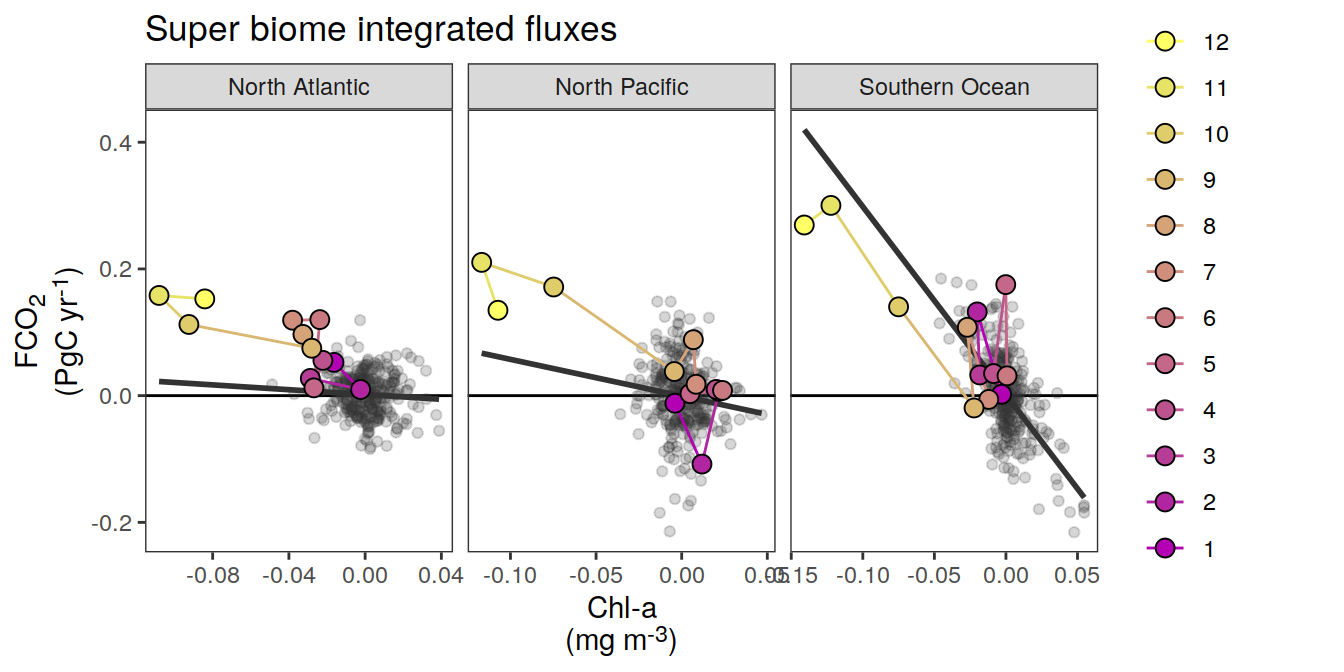 Super biome integrated fluxes
North Atlantic
North Pacific
Southern Ocean
FCO2
(PgC yr-1)
0.4
0.2
0.0
-0.2
-0.08 -0.04 0.00 0.04
-0.10 -0.05 0.00 0.05
-0.15 -0.10 -0.05 0.00 0.05
Chl-a
(mg m-3)
12
11
10
9
8
7
6
5
4
3
2
1